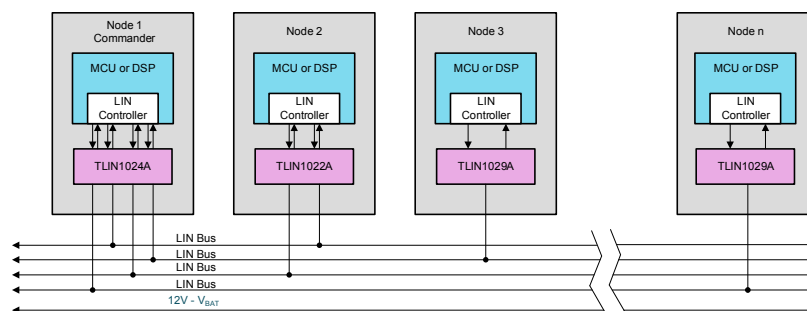 Node 1
Commander
MCU or DSP
LIN
Controller
TLIN1024A
Node 2
MCU or DSP
LIN
Controller
TLIN1022A
Node 3
MCU or DSP
LIN
Controller
TLIN1029A
Node n
MCU or DSP
LIN
Controller
TLIN1029A
LIN Bus
LIN Bus
LIN Bus
LIN Bus
12V - VBAT